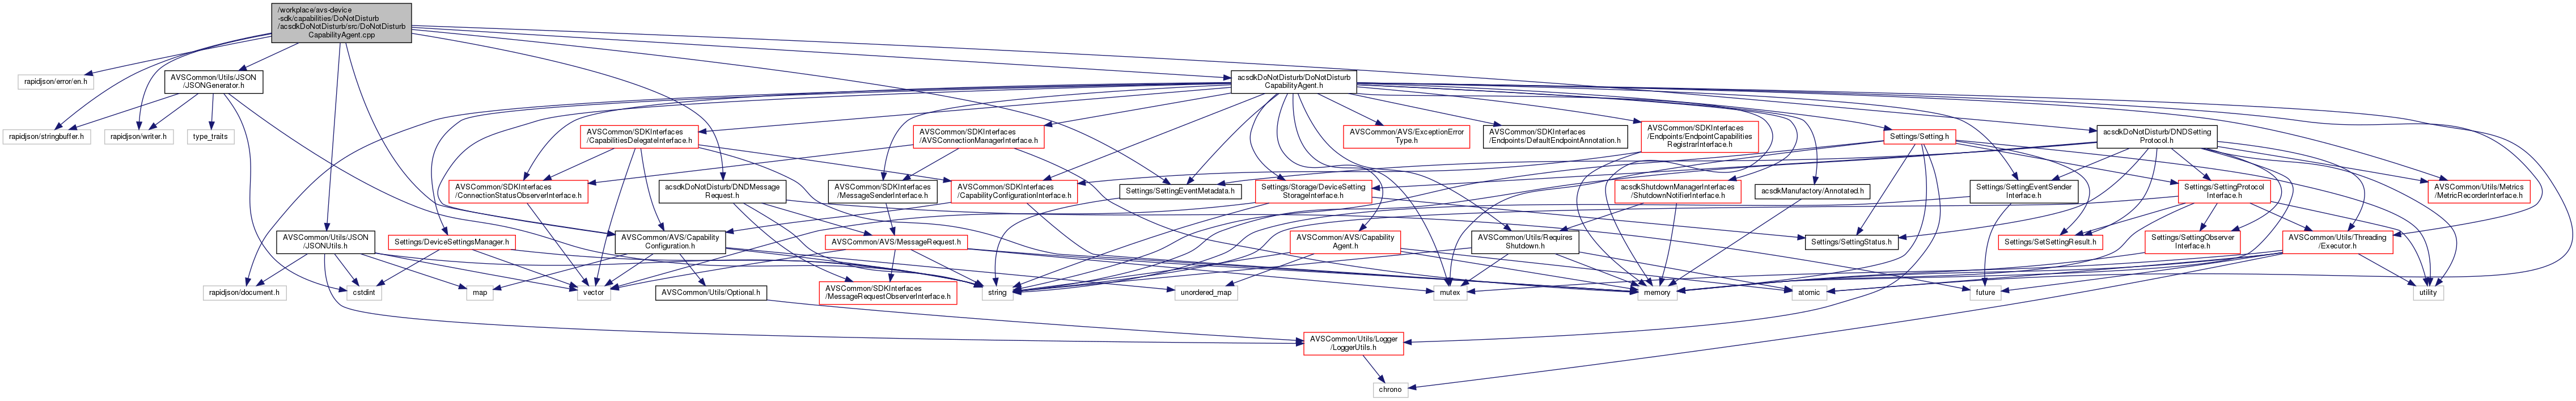 /workplace/avs-device
-sdk/capabilities/DoNotDisturb
/acsdkDoNotDisturb/src/DoNotDisturb
CapabilityAgent.cpp
rapidjson/error/en.h
AVSCommon/Utils/JSON
/JSONGenerator.h
acsdkDoNotDisturb/DoNotDisturb
CapabilityAgent.h
rapidjson/stringbuffer.h
rapidjson/writer.h
type_traits
AVSCommon/SDKInterfaces
/CapabilitiesDelegateInterface.h
AVSCommon/SDKInterfaces
/AVSConnectionManagerInterface.h
AVSCommon/AVS/ExceptionError
Type.h
AVSCommon/SDKInterfaces
/Endpoints/DefaultEndpointAnnotation.h
AVSCommon/SDKInterfaces
/Endpoints/EndpointCapabilities
RegistrarInterface.h
Settings/Setting.h
acsdkDoNotDisturb/DNDSetting
Protocol.h
AVSCommon/SDKInterfaces
/ConnectionStatusObserverInterface.h
acsdkDoNotDisturb/DNDMessage
Request.h
AVSCommon/SDKInterfaces
/MessageSenderInterface.h
AVSCommon/SDKInterfaces
/CapabilityConfigurationInterface.h
Settings/SettingEventMetadata.h
Settings/Storage/DeviceSetting
StorageInterface.h
acsdkShutdownManagerInterfaces
/ShutdownNotifierInterface.h
acsdkManufactory/Annotated.h
Settings/SettingEventSender
Interface.h
Settings/SettingProtocol
Interface.h
AVSCommon/Utils/Metrics
/MetricRecorderInterface.h
AVSCommon/Utils/JSON
/JSONUtils.h
Settings/DeviceSettingsManager.h
AVSCommon/AVS/Capability
Configuration.h
AVSCommon/AVS/MessageRequest.h
AVSCommon/AVS/Capability
Agent.h
AVSCommon/Utils/Requires
Shutdown.h
Settings/SettingStatus.h
Settings/SetSettingResult.h
Settings/SettingObserver
Interface.h
AVSCommon/Utils/Threading
/Executor.h
rapidjson/document.h
cstdint
map
vector
AVSCommon/Utils/Optional.h
AVSCommon/SDKInterfaces
/MessageRequestObserverInterface.h
string
unordered_map
mutex
memory
atomic
future
utility
AVSCommon/Utils/Logger
/LoggerUtils.h
chrono